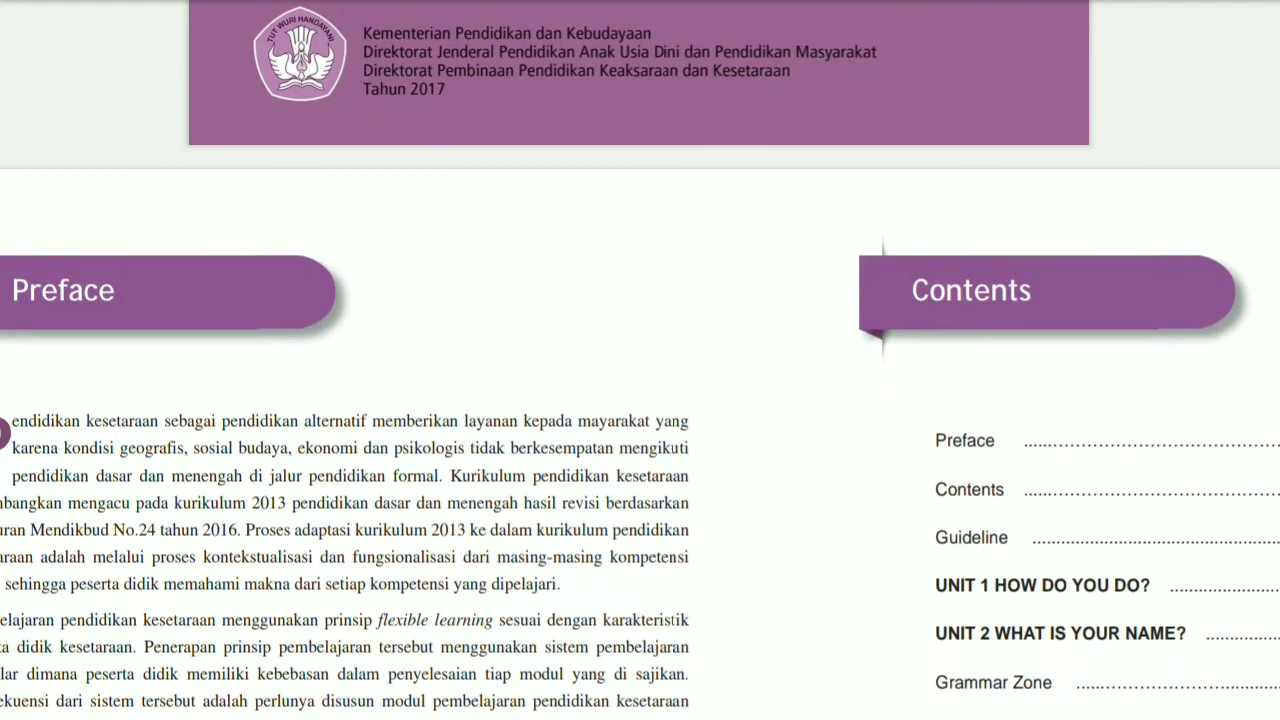 TUT WURI HANDAYANI
Kementerian Pendidikan dan Kebudayaan
Direktorat Jenderal Pendidikan Anak Usia Dini dan Pendidikan Masyarakat
Direktorat Pembinaan Pendidikan Keaksaraan dan Kesetaraan
Tahun 2017
Preface
endidikan kesetaraan sebagai pendidikan alternatif memberikan layanan kepada mayarakat yang
karena kondisi geografis, sosial budaya, ekonomi dan psikologis tidak berkesempatan mengikuti
pendidikan dasar dan menengah di jalur pendidikan formal. Kurikulum pendidikan kesetaraan
mbangkan mengacu pada kurikulum 2013 pendidikan dasar dan menengah hasil revisi berdasarkan
uran Mendikbud No.24 tahun 2016. Proses adaptasi kurikulum 2013 ke dalam kurikulum pendidikan
araan adalah melalui proses kontekstualisasi dan fungsionalisasi dari masing-masing kompetensi
sehingga peserta didik memahami makna dari setiap kompetensi yang dipelajari.
elajaran pendidikan kesetaraan menggunakan prinsip flexible learning sesuai dengan karakteristik
ta didik kesetaraan. Penerapan prinsip pembelajaran tersebut menggunakan sistem pembelajaran
lar dimana peserta didik memiliki kebebasan dalam penyelesaian tiap modul yang di sajikan.
ekuensi dari sistem tersebut adalah perlunya disusun modul pembelajaran pendidikan kesetaraan
Contents
Preface ........................................
Contents ........................................
Guideline ........................................
UNIT 1 HOW DO YOU DO? ....................
UNIT 2 WHAT IS YOUR NAME? ..............
Grammar Zone ................................